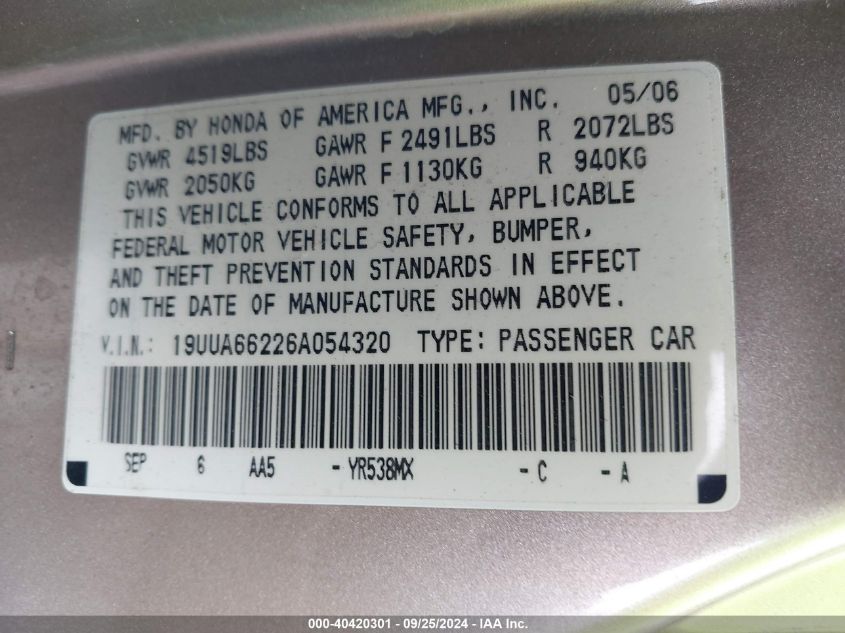 MFD. BY HONDA OF AMERICA MFG., INC. 05/06
GVWR 4519LBS GAWR F 2491LBS R 2072LBS
GVWR 2050KG GAWR F 1130KG R 940KG
THIS VEHICLE CONFORMS TO ALL APPLICABLE
FEDERAL MOTOR VEHICLE SAFETY, BUMPER,
AND THEFT PREVENTION STANDARDS IN EFFECT
ON THE DATE OF MANUFACTURE SHOWN ABOVE.
V.I.N.: 19UUA66226A054320 TYPE: PASSENGER CAR
SEP 6 AA5 -YR538MX -C -A
000-40420301 - 09/25/2024 - IAA Inc.